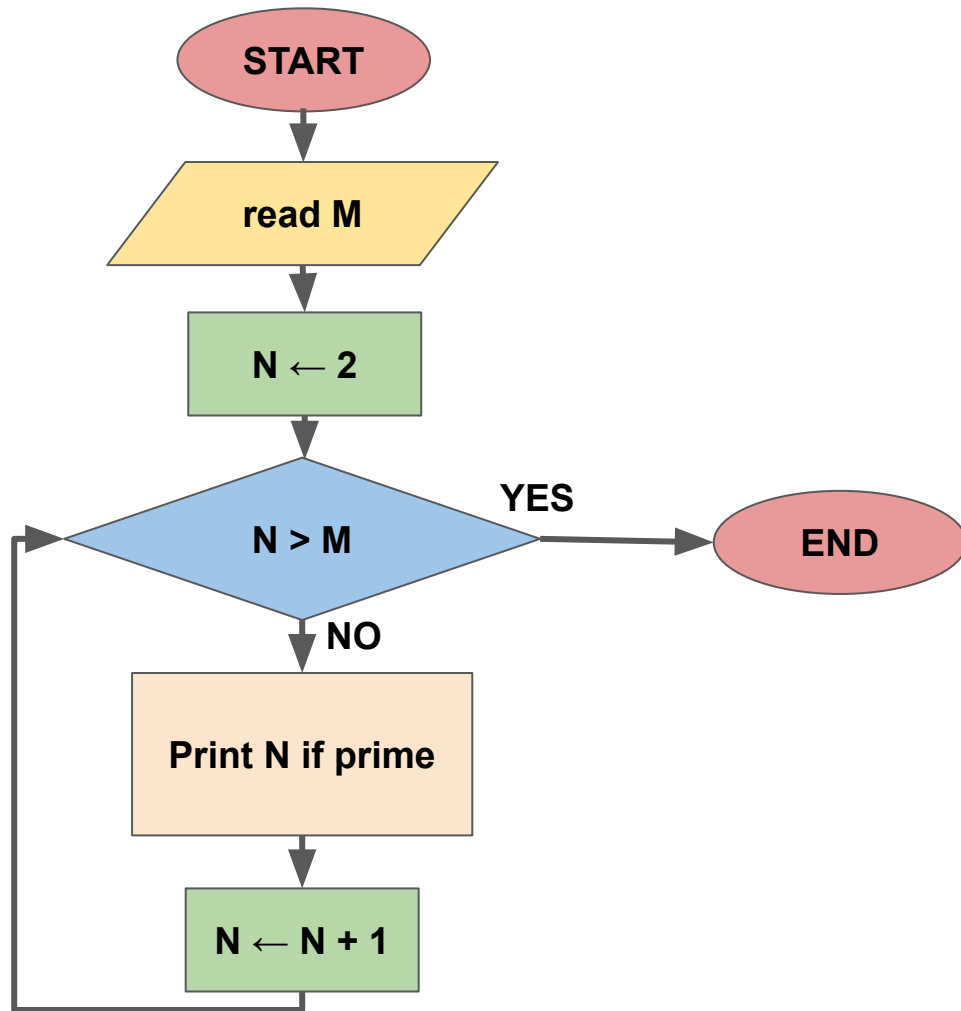 START
read M
N ← 2
N > M
YES
END
NO
Print N if prime
N ← N + 1